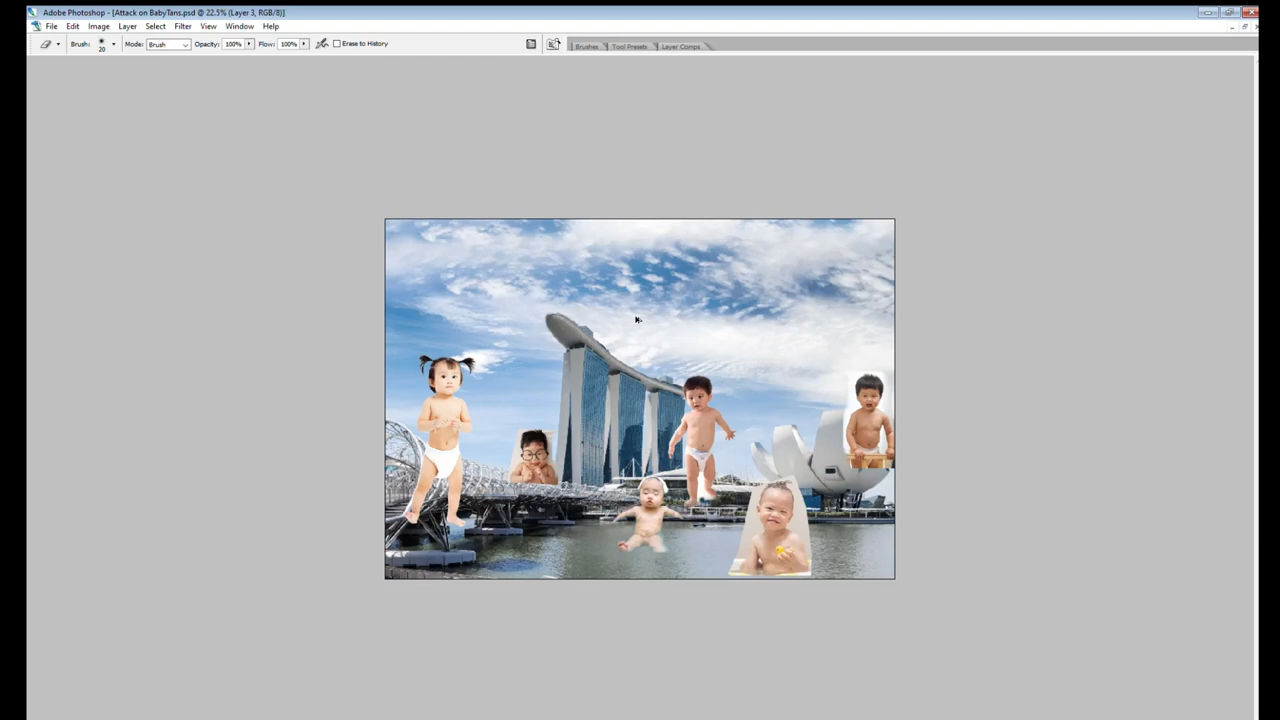 Adobe Photoshop - [Attack on BabyTans.psd @ 22.5% (Layer 3, RGB/8)]
File Edit Image Layer Select Filter View Window Help
Brush: 20 Mode: Brush Opacity: 100% Flow: 100% Erase to History Brushes Tool Presets Layer Comps